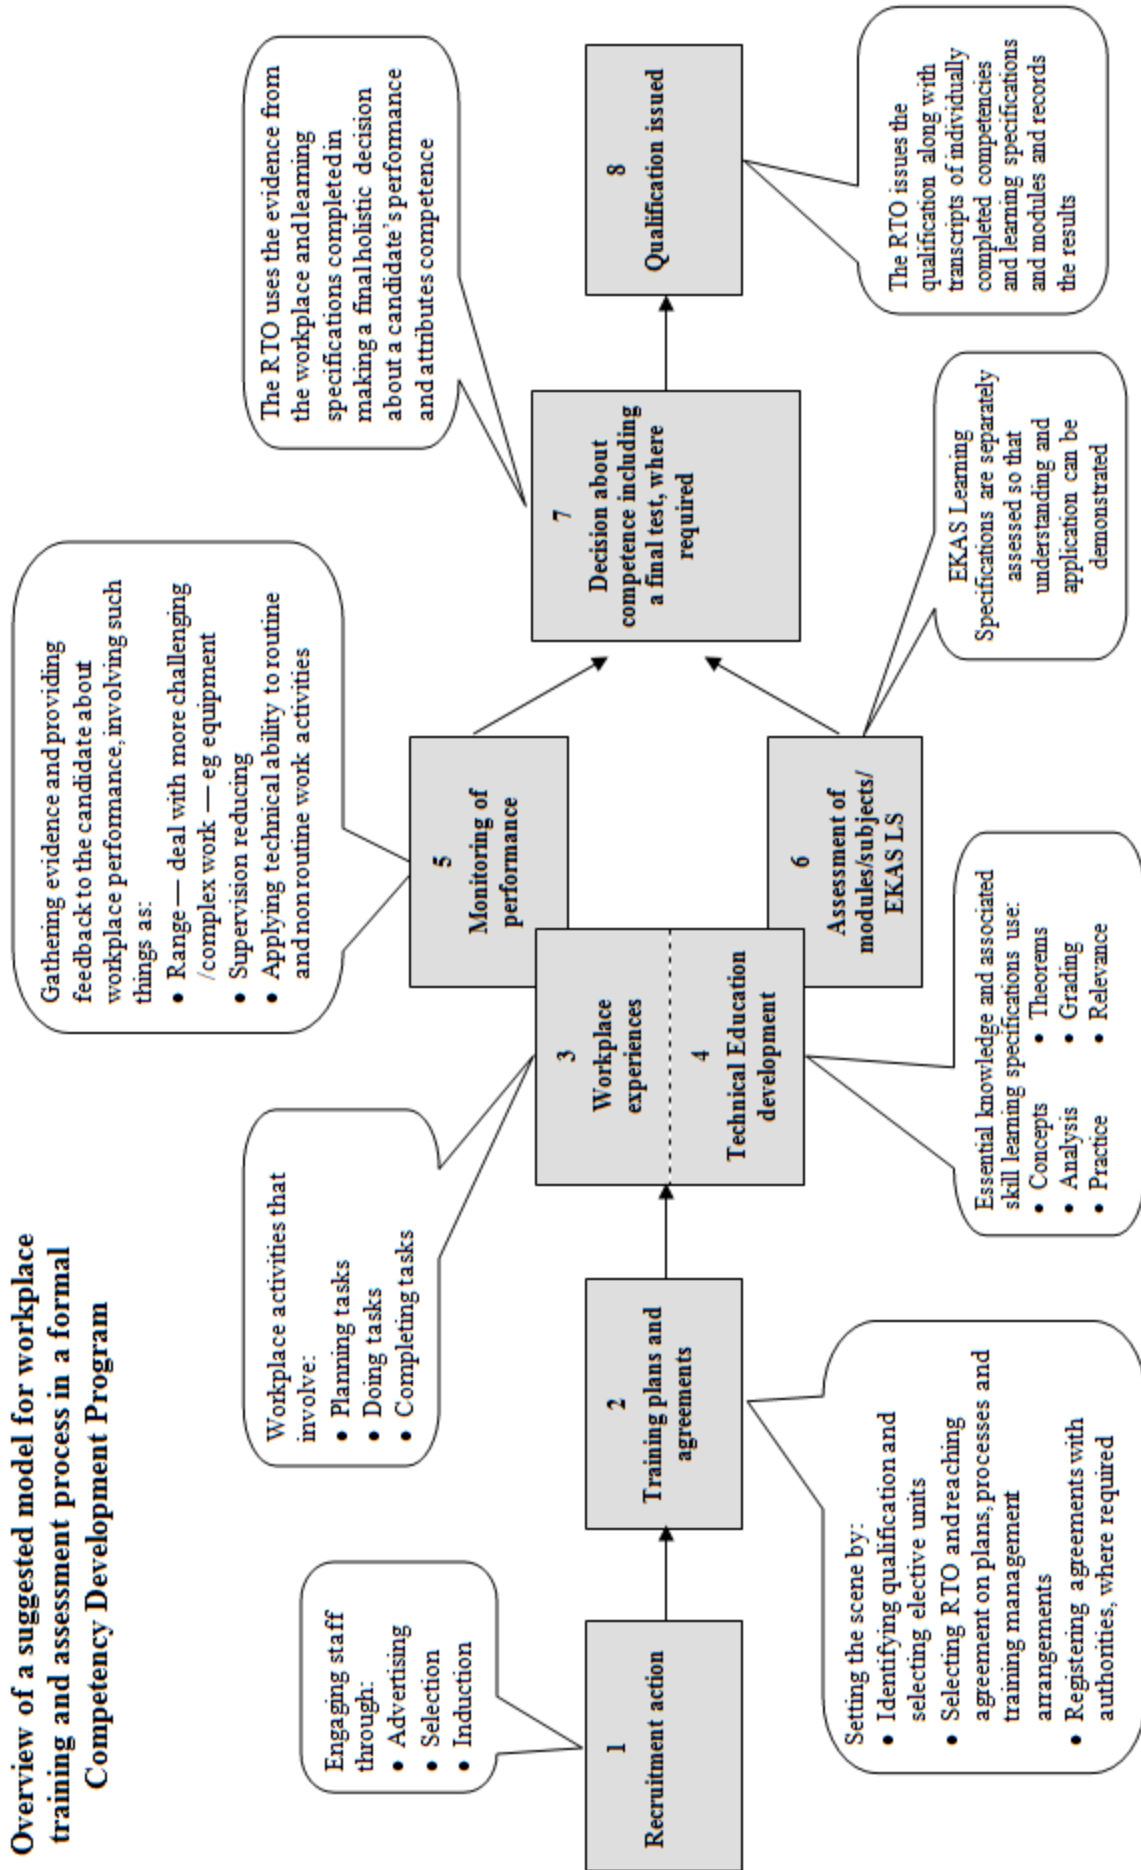 Overview of a suggested model for workplace
training and assessment process in a formal
Competency Development Program
Engaging staff
through:
• Advertising
• Selection
• Induction
1
Recruitment action
Setting the scene by:
• Identifying qualification and
selecting elective units
• Selecting RTO and reaching
agreement on plans, processes and
training management
arrangements
• Registering agreements with
authorities, where required
2
Training plans and
agreements
Workplace activities that
involve:
• Planning tasks
• Doing tasks
• Completing tasks
3
Workplace
experiences
4
Technical Education
development
Essential knowledge and associated
skill learning specifications use:
• Concepts • Theorems
• Analysis • Grading
• Practice • Relevance
Gathering evidence and providing
feedback to the candidate about
workplace performance, involving such
things as:
• Range — deal with more challenging
/complex work — eg equipment
• Supervision reducing
• Applying technical ability to routine
and nonroutine work activities
5
Monitoring of
performance
6
Assessment of
modules/subjects/
EKAS LS
EKAS Learning
Specifications are separately
assessed so that
understanding and
application can be
demonstrated
The RTO uses the evidence from
the workplace and learning
specifications completed in
making a final holistic decision
about a candidate's performance
and attributes competence
7
Decision about
competence including
a final test, where
required
8
Qualification issued
The RTO issues the
qualification along with
transcripts of individually
completed competencies
and learning specifications
and modules and records
the results